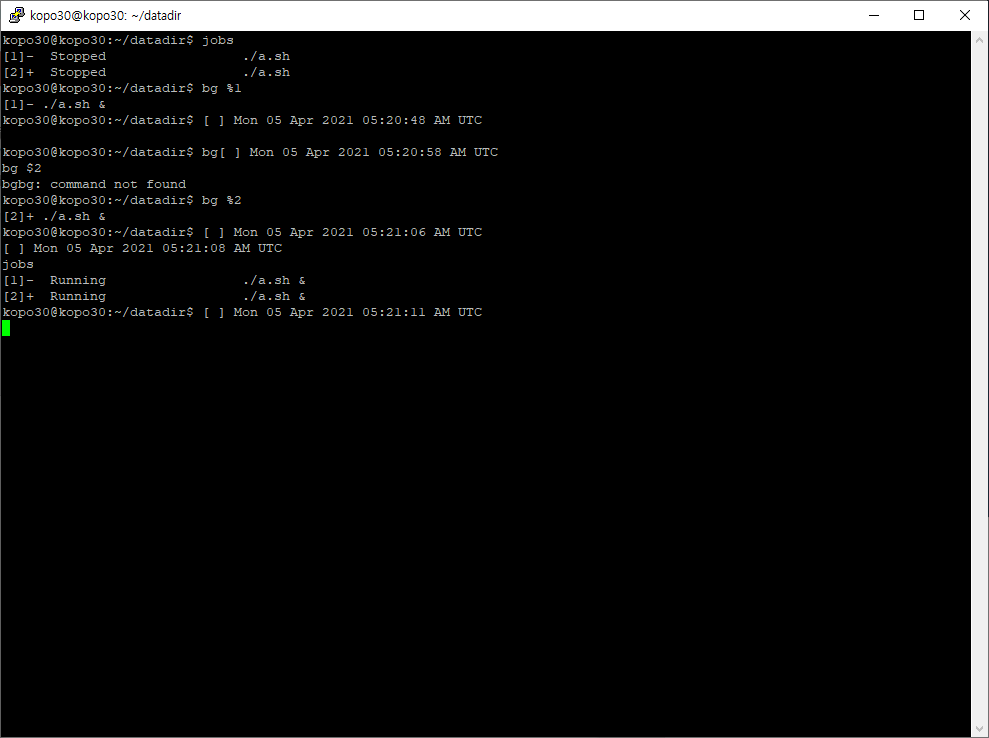 kopo30@kopo30: ~/datadir
kopo30@kopo30:~/datadir$ jobs
[1]-  Stopped                 ./a.sh
[2]+  Stopped                 ./a.sh
kopo30@kopo30:~/datadir$ bg %1
[1]- ./a.sh &
kopo30@kopo30:~/datadir$ [ ] Mon 05 Apr 2021 05:20:48 AM UTC
kopo30@kopo30:~/datadir$ bg[ ] Mon 05 Apr 2021 05:20:58 AM UTC
bg $2
bgbg: command not found
kopo30@kopo30:~/datadir$ bg %2
[2]+ ./a.sh &
kopo30@kopo30:~/datadir$ [ ] Mon 05 Apr 2021 05:21:06 AM UTC
[ ] Mon 05 Apr 2021 05:21:08 AM UTC
jobs
[1]-  Running                 ./a.sh &
[2]+  Running                 ./a.sh &
kopo30@kopo30:~/datadir$ [ ] Mon 05 Apr 2021 05:21:11 AM UTC